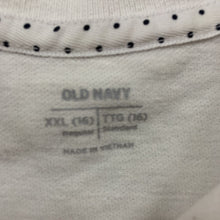 OLD NAVY
XXL (16) TTG (16)
Regular Standard
MADE IN VIETNAM